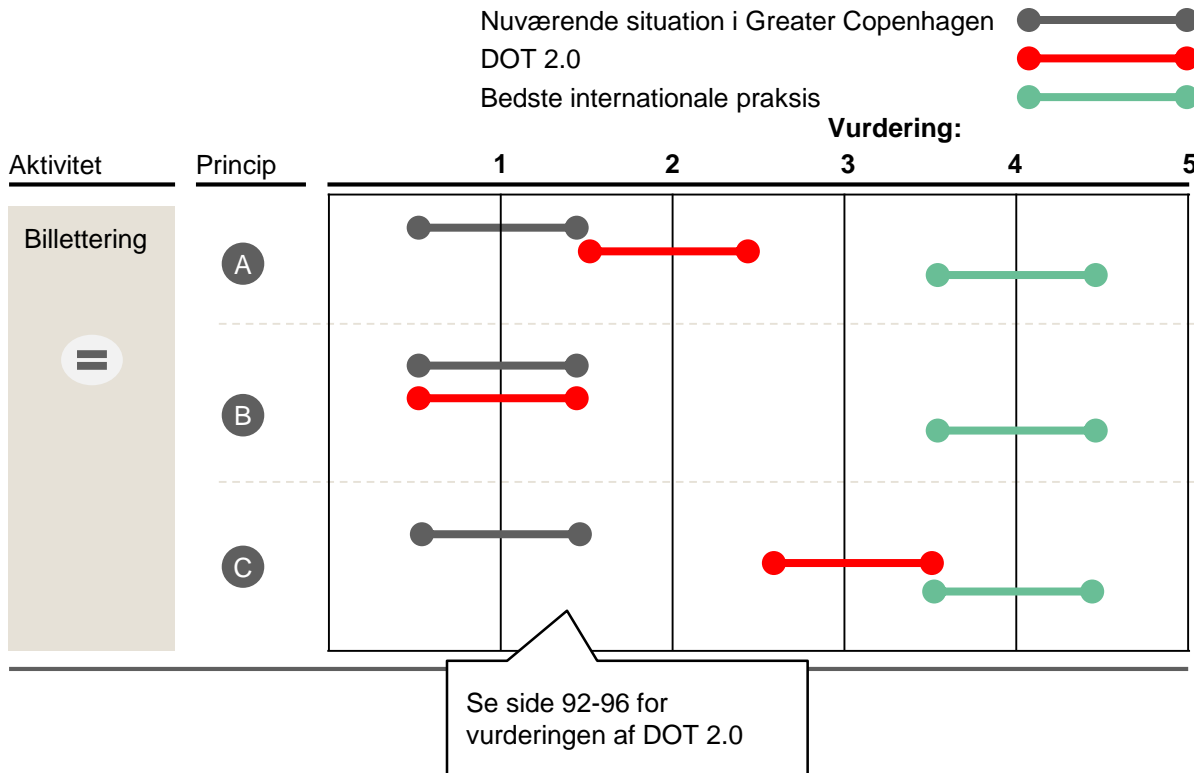 Nuværende situation i Greater Copenhagen
DOT 2.0
Bedste internationale praksis
Vurdering:
Aktivitet Princip 1 2 3 4 5
Billettering
A
B
C
Se side 92-96 for
vurderingen af DOT 2.0